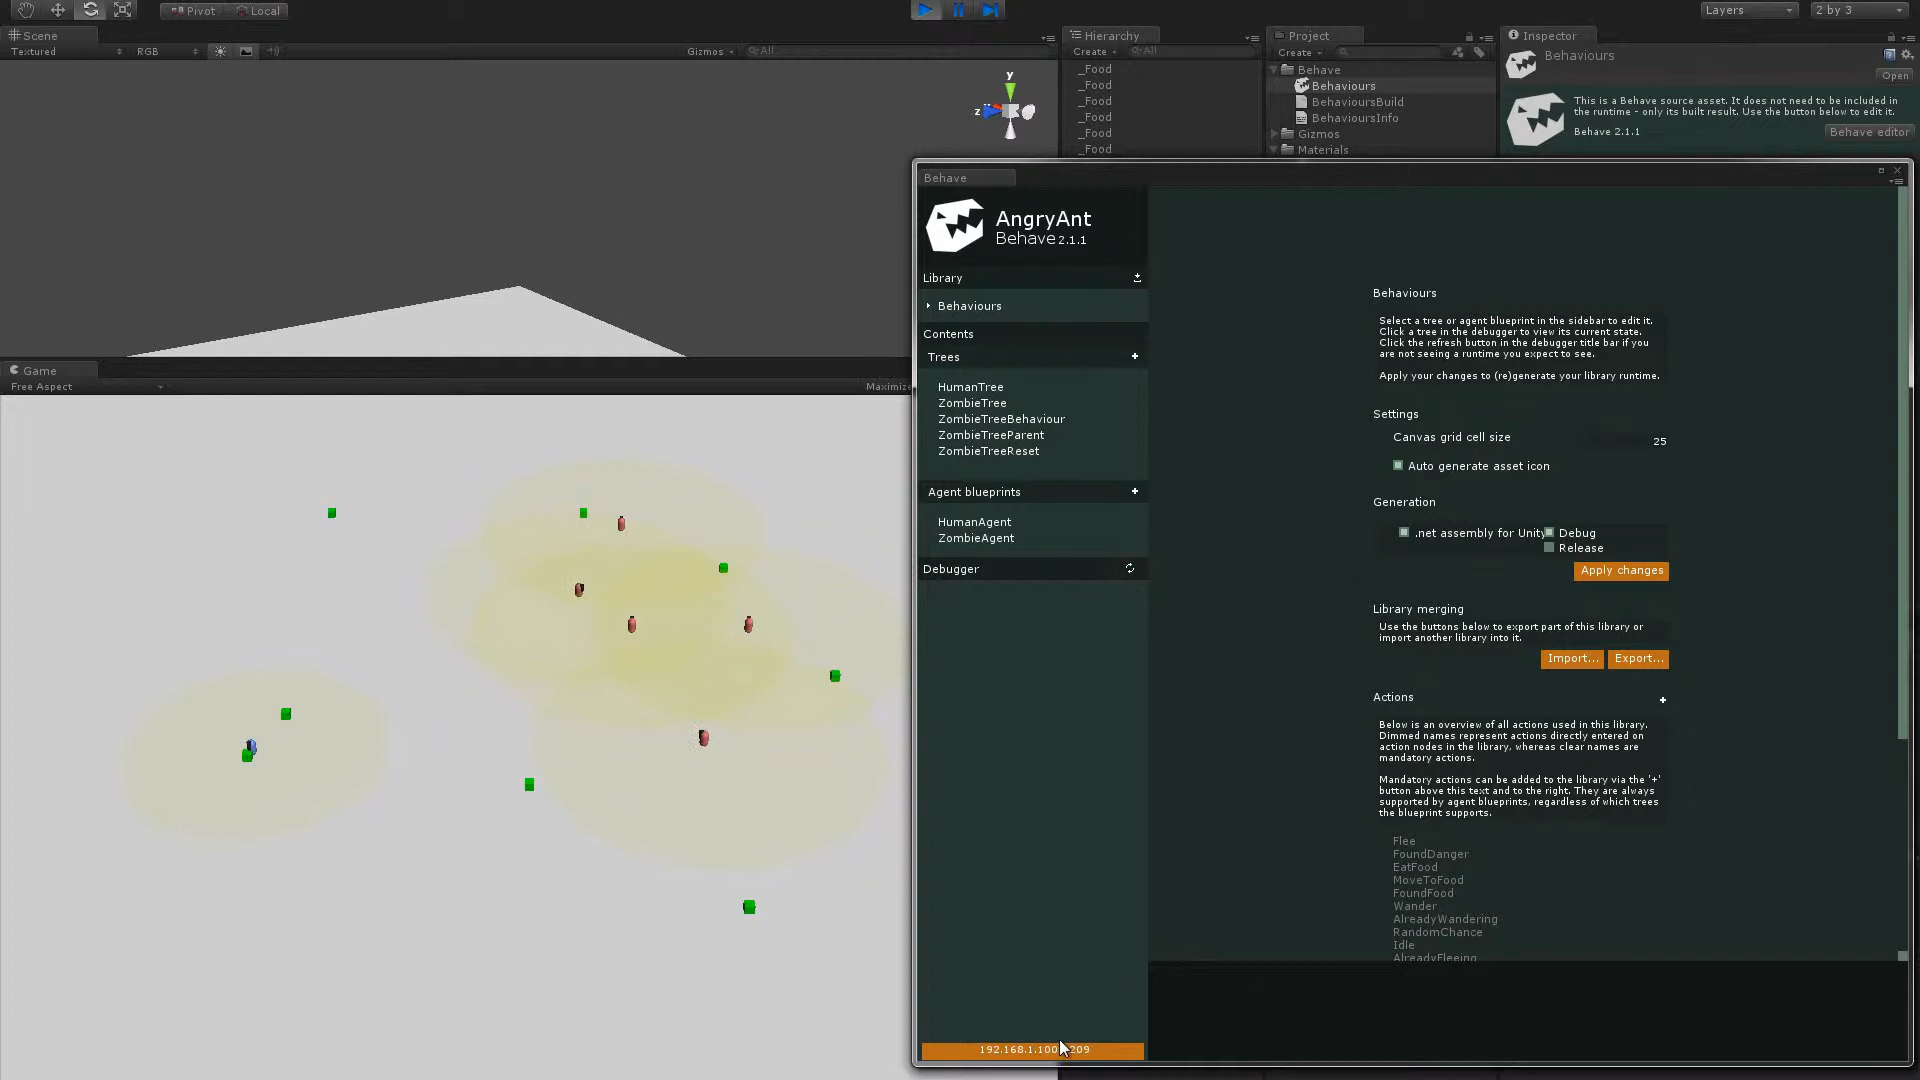 Pivot
Local
Layers
2 by 3
Scene
Textured
RGB
Gizmos
All
y
z
Game
Free Aspect
Maximize
Hierarchy
Create
All
_Food
_Food
_Food
_Food
_Food
_Food
Project
Create
Behave
Behaviours
BehavioursBuild
BehavioursInfo
Gizmos
Materials
Inspector
Behaviours
Open
This is a Behave source asset. It does not need to be included in
the runtime - only its built result. Use the button below to edit it.
Behave 2.1.1
Behave editor
Behave
AngryAnt
Behave 2.1.1
Library
Behaviours
Contents
Trees
HumanTree
ZombieTree
ZombieTreeBehaviour
ZombieTreeParent
ZombieTreeReset
Agent blueprints
HumanAgent
ZombieAgent
Debugger
Behaviours
Select a tree or agent blueprint in the sidebar to edit it.
Click a tree in the debugger to view its current state.
Click the refresh button in the debugger title bar if you
are not seeing a runtime you expect to see.
Apply your changes to (re)generate your library runtime.
Settings
Canvas grid cell size
25
Auto generate asset icon
Generation
.net assembly for Unity
Debug
Release
Apply changes
Library merging
Use the buttons below to export part of this library or
import another library into it.
Import...
Export...
Actions
+
Below is an overview of all actions used in this library.
Dimmed names represent actions directly entered on
action nodes in the library, whereas clear names are
mandatory actions.
Mandatory actions can be added to the library via the '+'
button above this text and to the right. They are always
supported by agent blueprints, regardless of which trees
the blueprint supports.
Flee
FoundDanger
EatFood
MoveToFood
FoundFood
Wander
AlreadyWandering
RandomChance
Idle
AlreadyFleeing
192.168.1.100 209